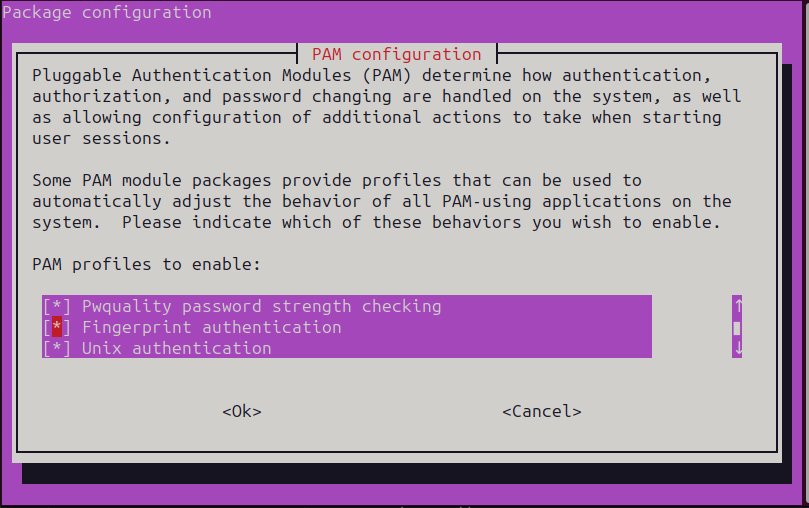 Package configuration
PAM configuration
Pluggable Authentication Modules (PAM) determine how authentication,
authorization, and password changing are handled on the system, as well
as allowing configuration of additional actions to take when starting
user sessions.
Some PAM module packages provide profiles that can be used to
automatically adjust the behavior of all PAM-using applications on the
system.  Please indicate which of these behaviors you wish to enable.
PAM profiles to enable:
[*] Pwquality password strength checking ↑
[*] Fingerprint authentication
[*] Unix authentication ↓
<Ok> <Cancel>